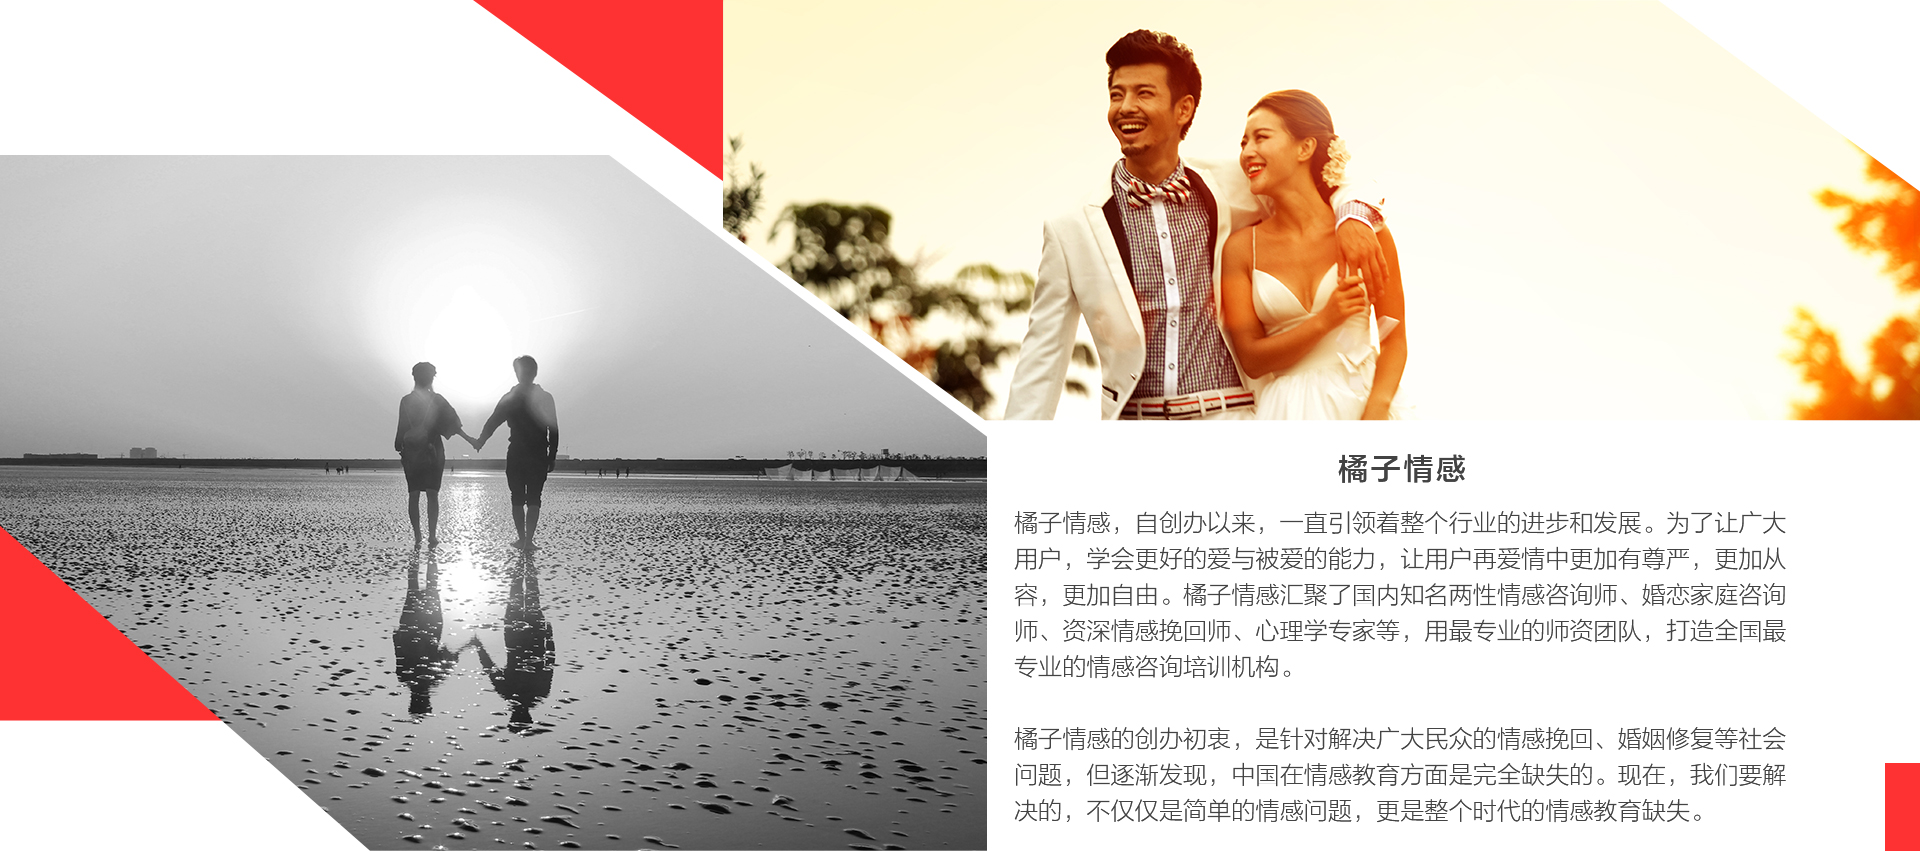 橘子情感
橘子情感，自创办以来，一直引领着整个行业的进步和发展。为了让广大
用户，学会更好的爱与被爱的能力，让用户再爱情中更加有尊严，更加从
容，更加自由。橘子情感汇聚了国内知名两性情感咨询师、婚恋家庭咨询
师、资深情感挽回师、心理学专家等，用最专业的师资团队，打造全国最
专业的情感咨询培训机构。
橘子情感的创办初衷，是针对解决广大民众的情感挽回、婚姻修复等社会
问题，但逐渐发现，中国在情感教育方面是完全缺失的。现在，我们要解
决的，不仅仅是简单的情感问题，更是整个时代的情感教育缺失。